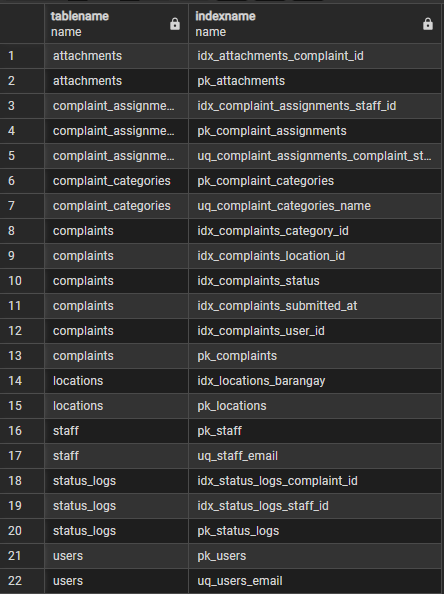 tablename indexname
name name
1 attachments idx_attachments_complaint_id
2 attachments pk_attachments
3 complaint_assignme... idx_complaint_assignments_staff_id
4 complaint_assignme... pk_complaint_assignments
5 complaint_assignme... uq_complaint_assignments_complaint_st...
6 complaint_categories pk_complaint_categories
7 complaint_categories uq_complaint_categories_name
8 complaints idx_complaints_category_id
9 complaints idx_complaints_location_id
10 complaints idx_complaints_status
11 complaints idx_complaints_submitted_at
12 complaints idx_complaints_user_id
13 complaints pk_complaints
14 locations idx_locations_barangay
15 locations pk_locations
16 staff pk_staff
17 staff uq_staff_email
18 status_logs idx_status_logs_complaint_id
19 status_logs idx_status_logs_staff_id
20 status_logs pk_status_logs
21 users pk_users
22 users uq_users_email